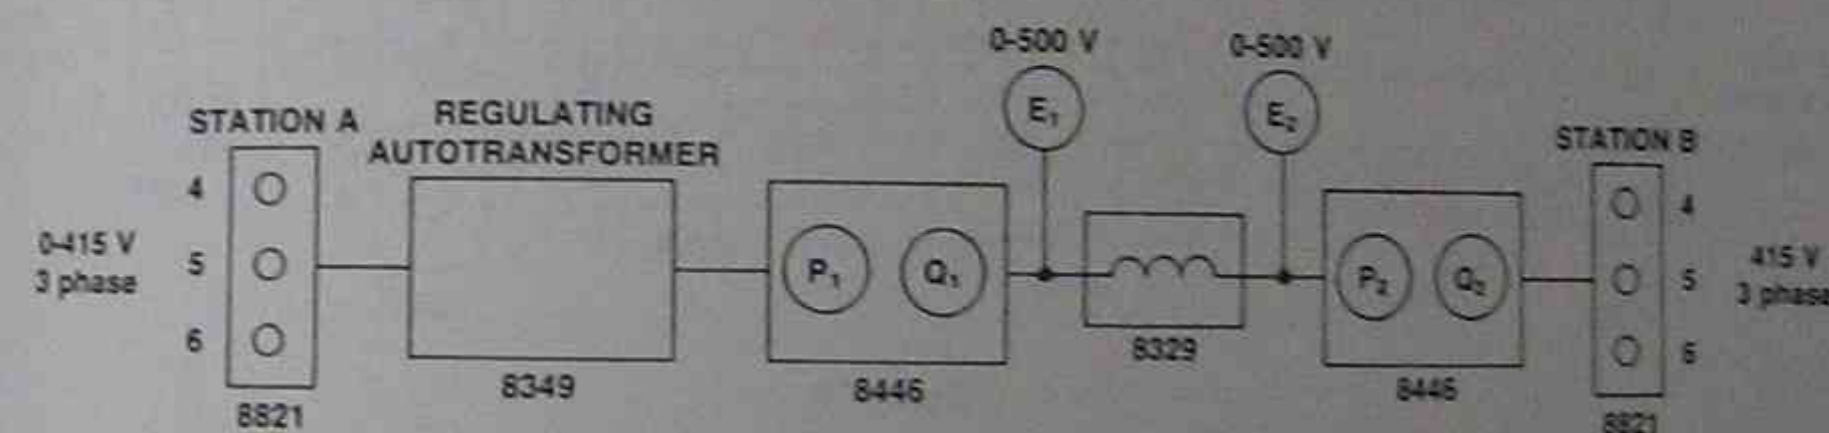 0-500 V
0-500 V
STATION A
REGULATING
AUTOTRANSFORMER
E₁
E₂
STATION B
4
5
6
0-415 V
3 phase
P₁
Q₁
P₂
Q₂
4
5
6
415 V
3 phase
8821
8349
8446
8329
8446
8821